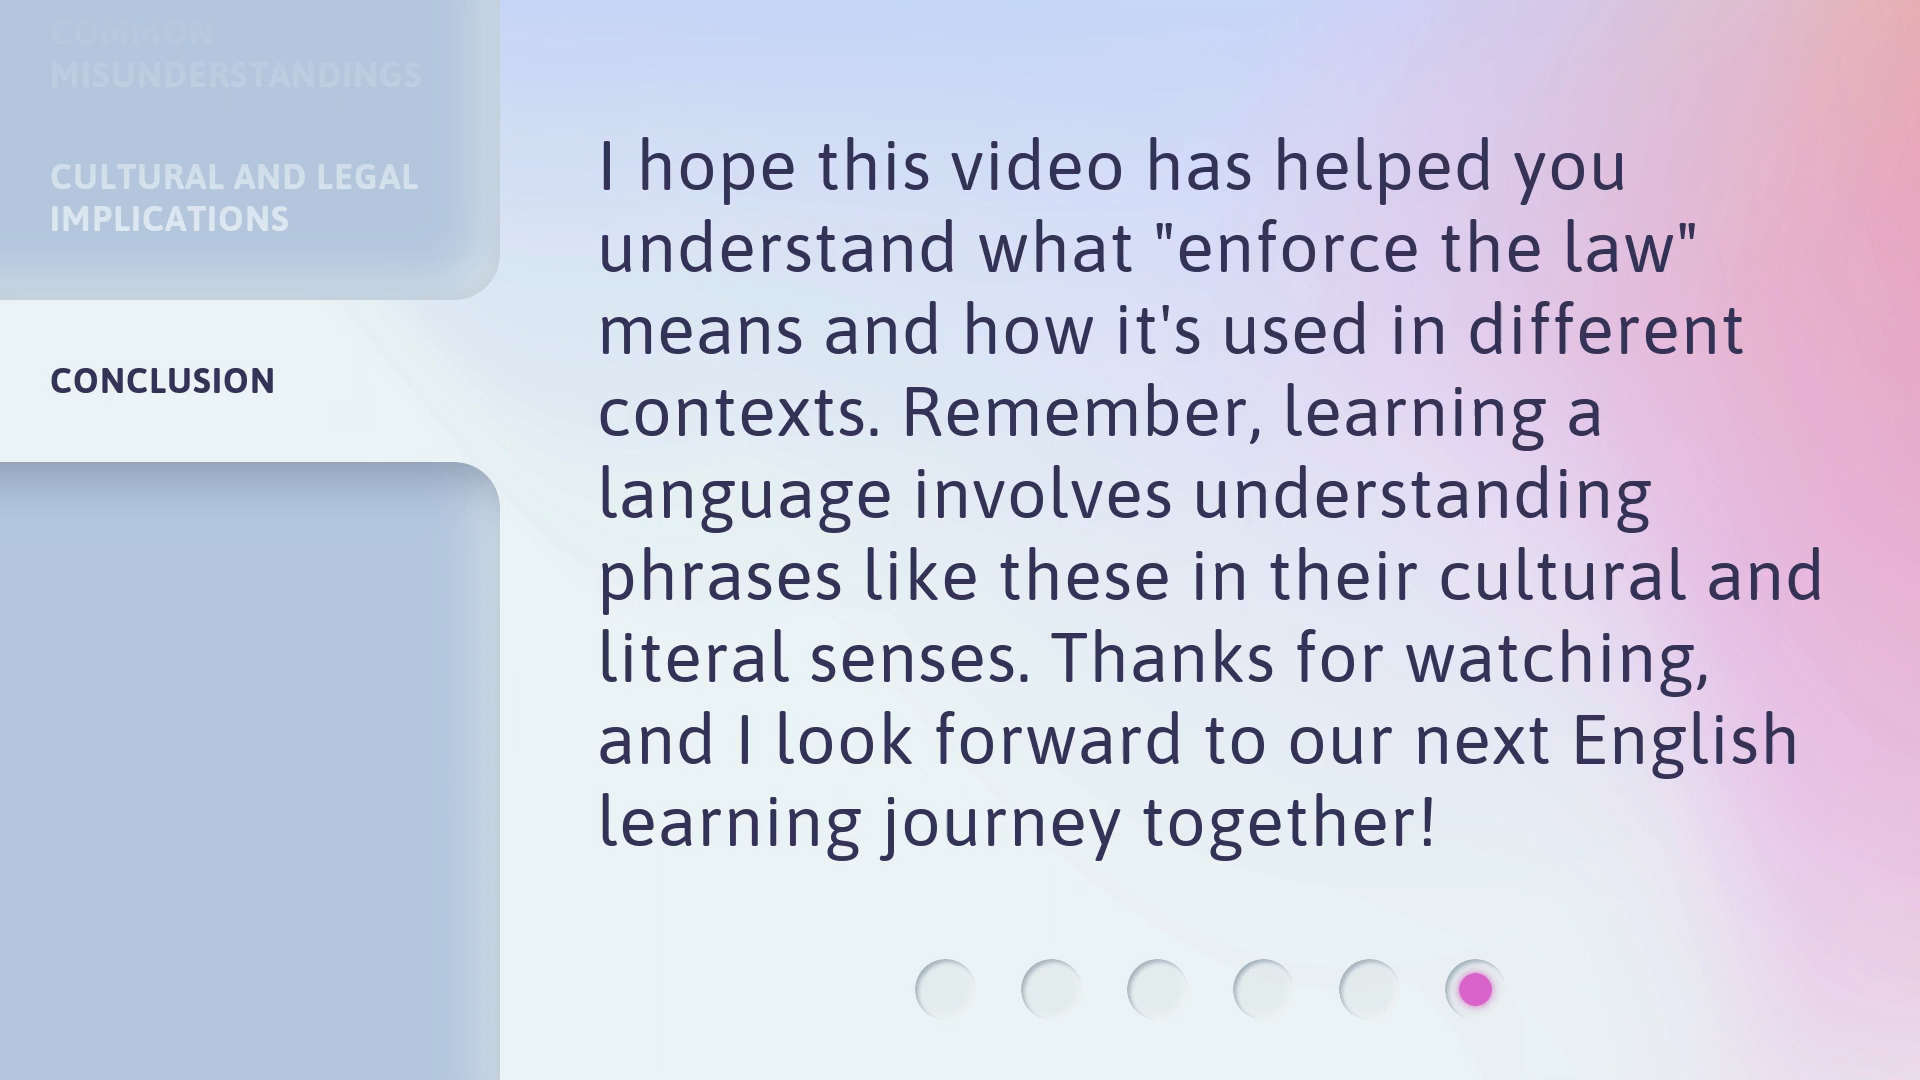 COMMON
MISUNDERSTANDINGS
CULTURAL AND LEGAL
IMPLICATIONS
CONCLUSION
I hope this video has helped you
understand what "enforce the law"
means and how it's used in different
contexts. Remember, learning a
language involves understanding
phrases like these in their cultural and
literal senses. Thanks for watching,
and I look forward to our next English
learning journey together!